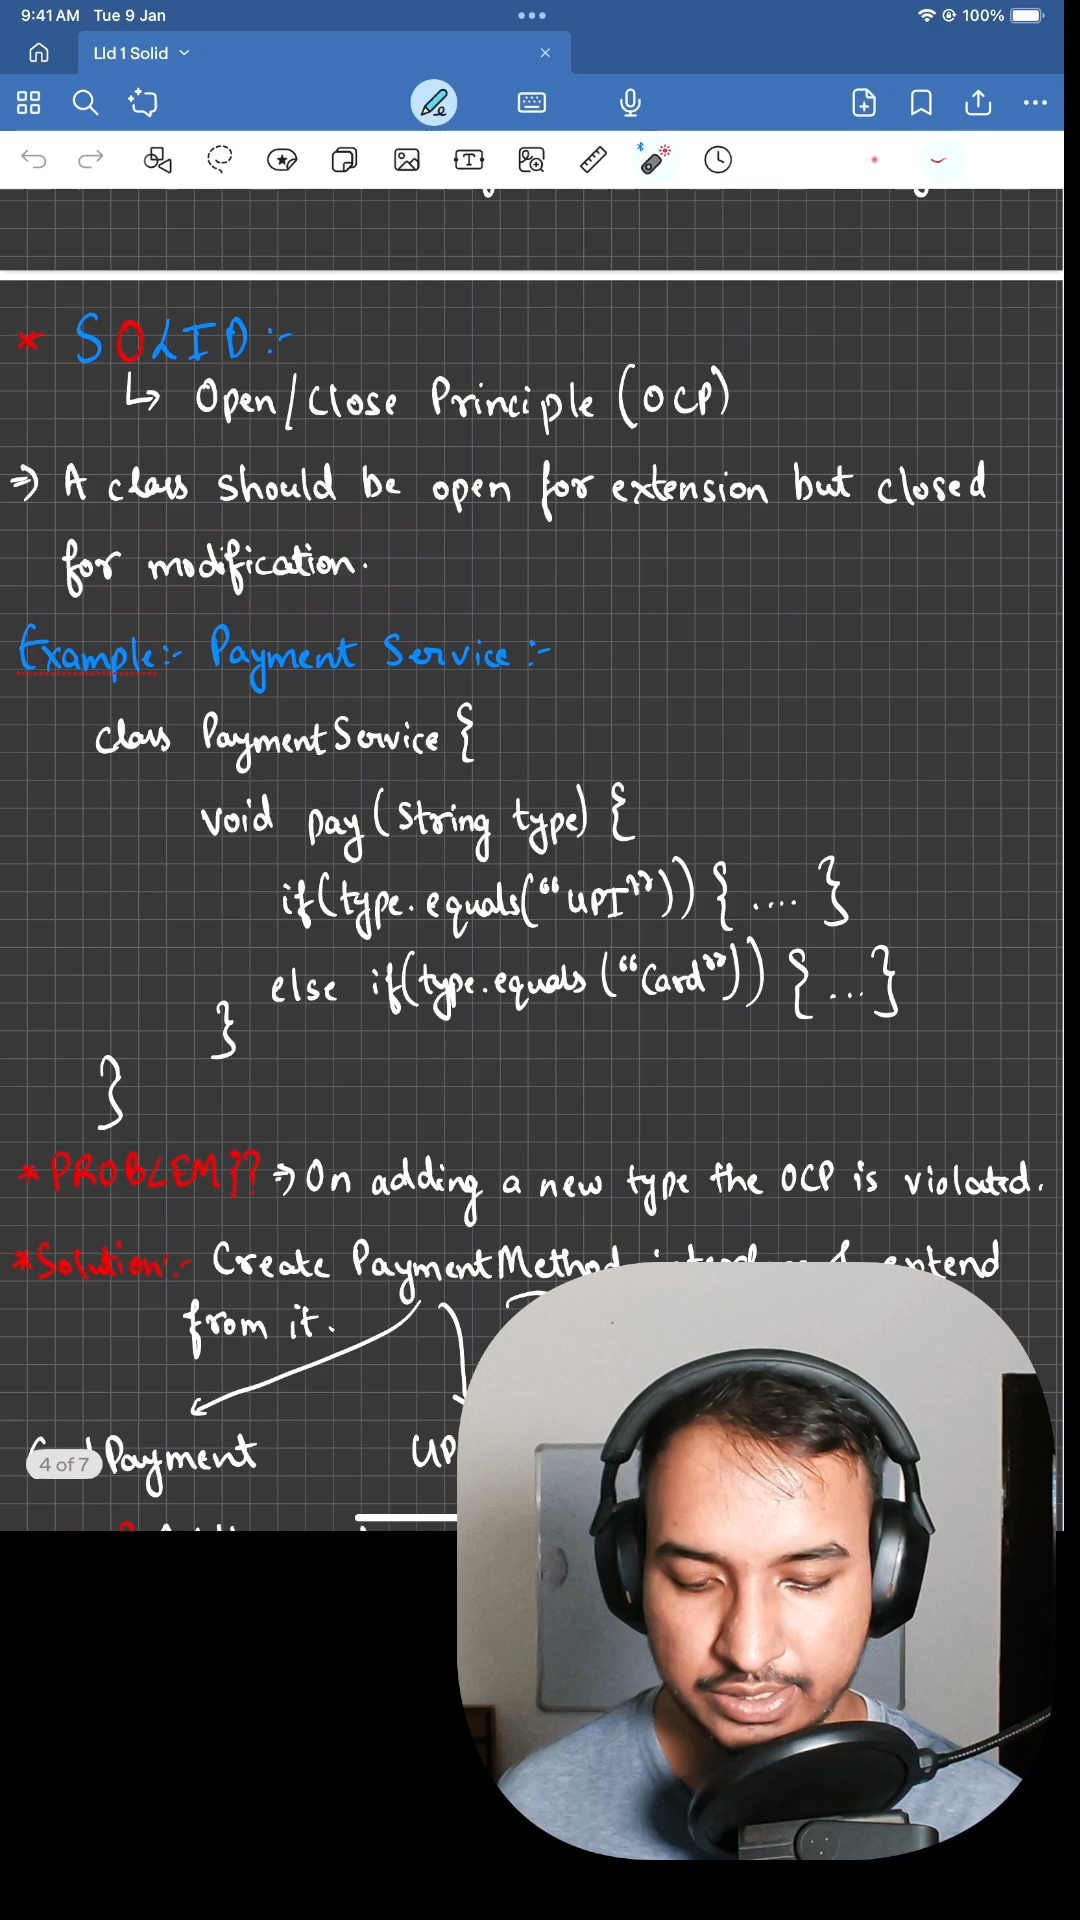 9:41 AM Tue 9 Jan
100%
Lld 1 Solid
* SOLID :-
↳ Open/Close Principle (OCP)
⇒ A class should be open for extension but closed
for modification.
Example:- Payment Service :-
class PaymentService {
void pay (String type) {
if(type.equals("UPI")) { .... }
else if(type.equals ("Card")) { ... }
}
}
* PROBLEM?? ⇒ On adding a new type the OCP is violated.
* Solution:- Create PaymentMethod extend
from it.
Payment UP
4 of 7